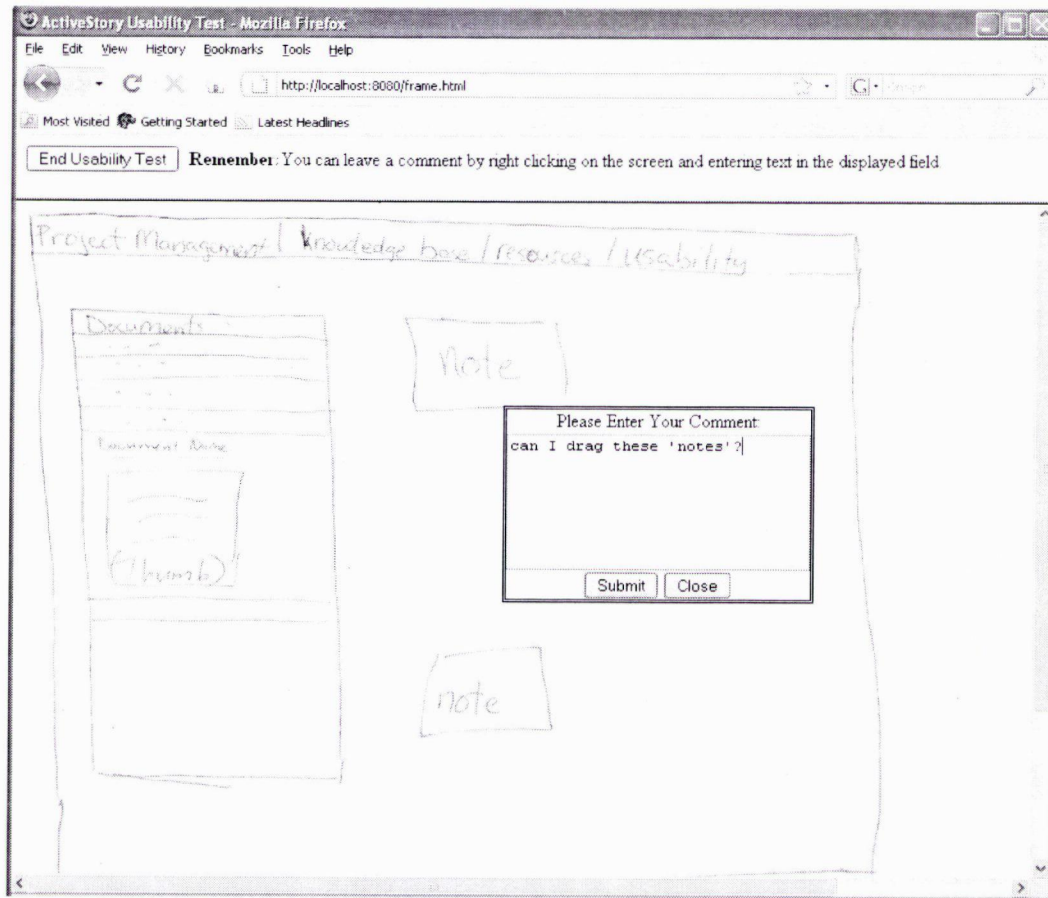 ActiveStory Usability Test - Mozilla Firefox
File Edit View History Bookmarks Tools Help
http://localhost:8080/frame.html
G
Most Visited Getting Started Latest Headlines
End Usability Test Remember: You can leave a comment by right clicking on the screen and entering text in the displayed field
Project Management / Knowledge base / resources / Usability
Documents
note
Please Enter Your Comment:
can I drag these 'notes'?
Document Name
(Thumb)
Submit Close
note